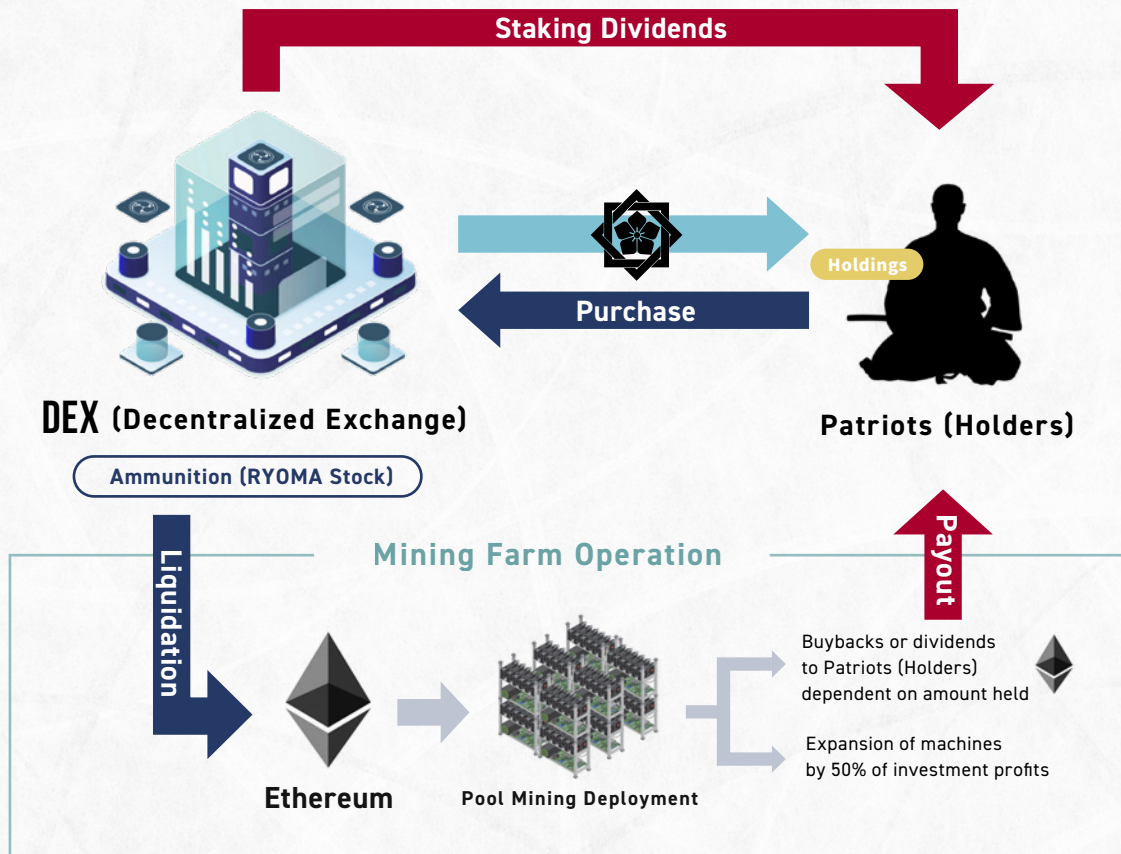 Staking Dividends
Holdings
Purchase
DEX (Decentralized Exchange)
Patriots (Holders)
Ammunition (RYOMA Stock)
Liquidation
Mining Farm Operation
Payout
Buybacks or dividends
to Patriots (Holders)
dependent on amount held
Expansion of machines
by 50% of investment profits
Ethereum
Pool Mining Deployment